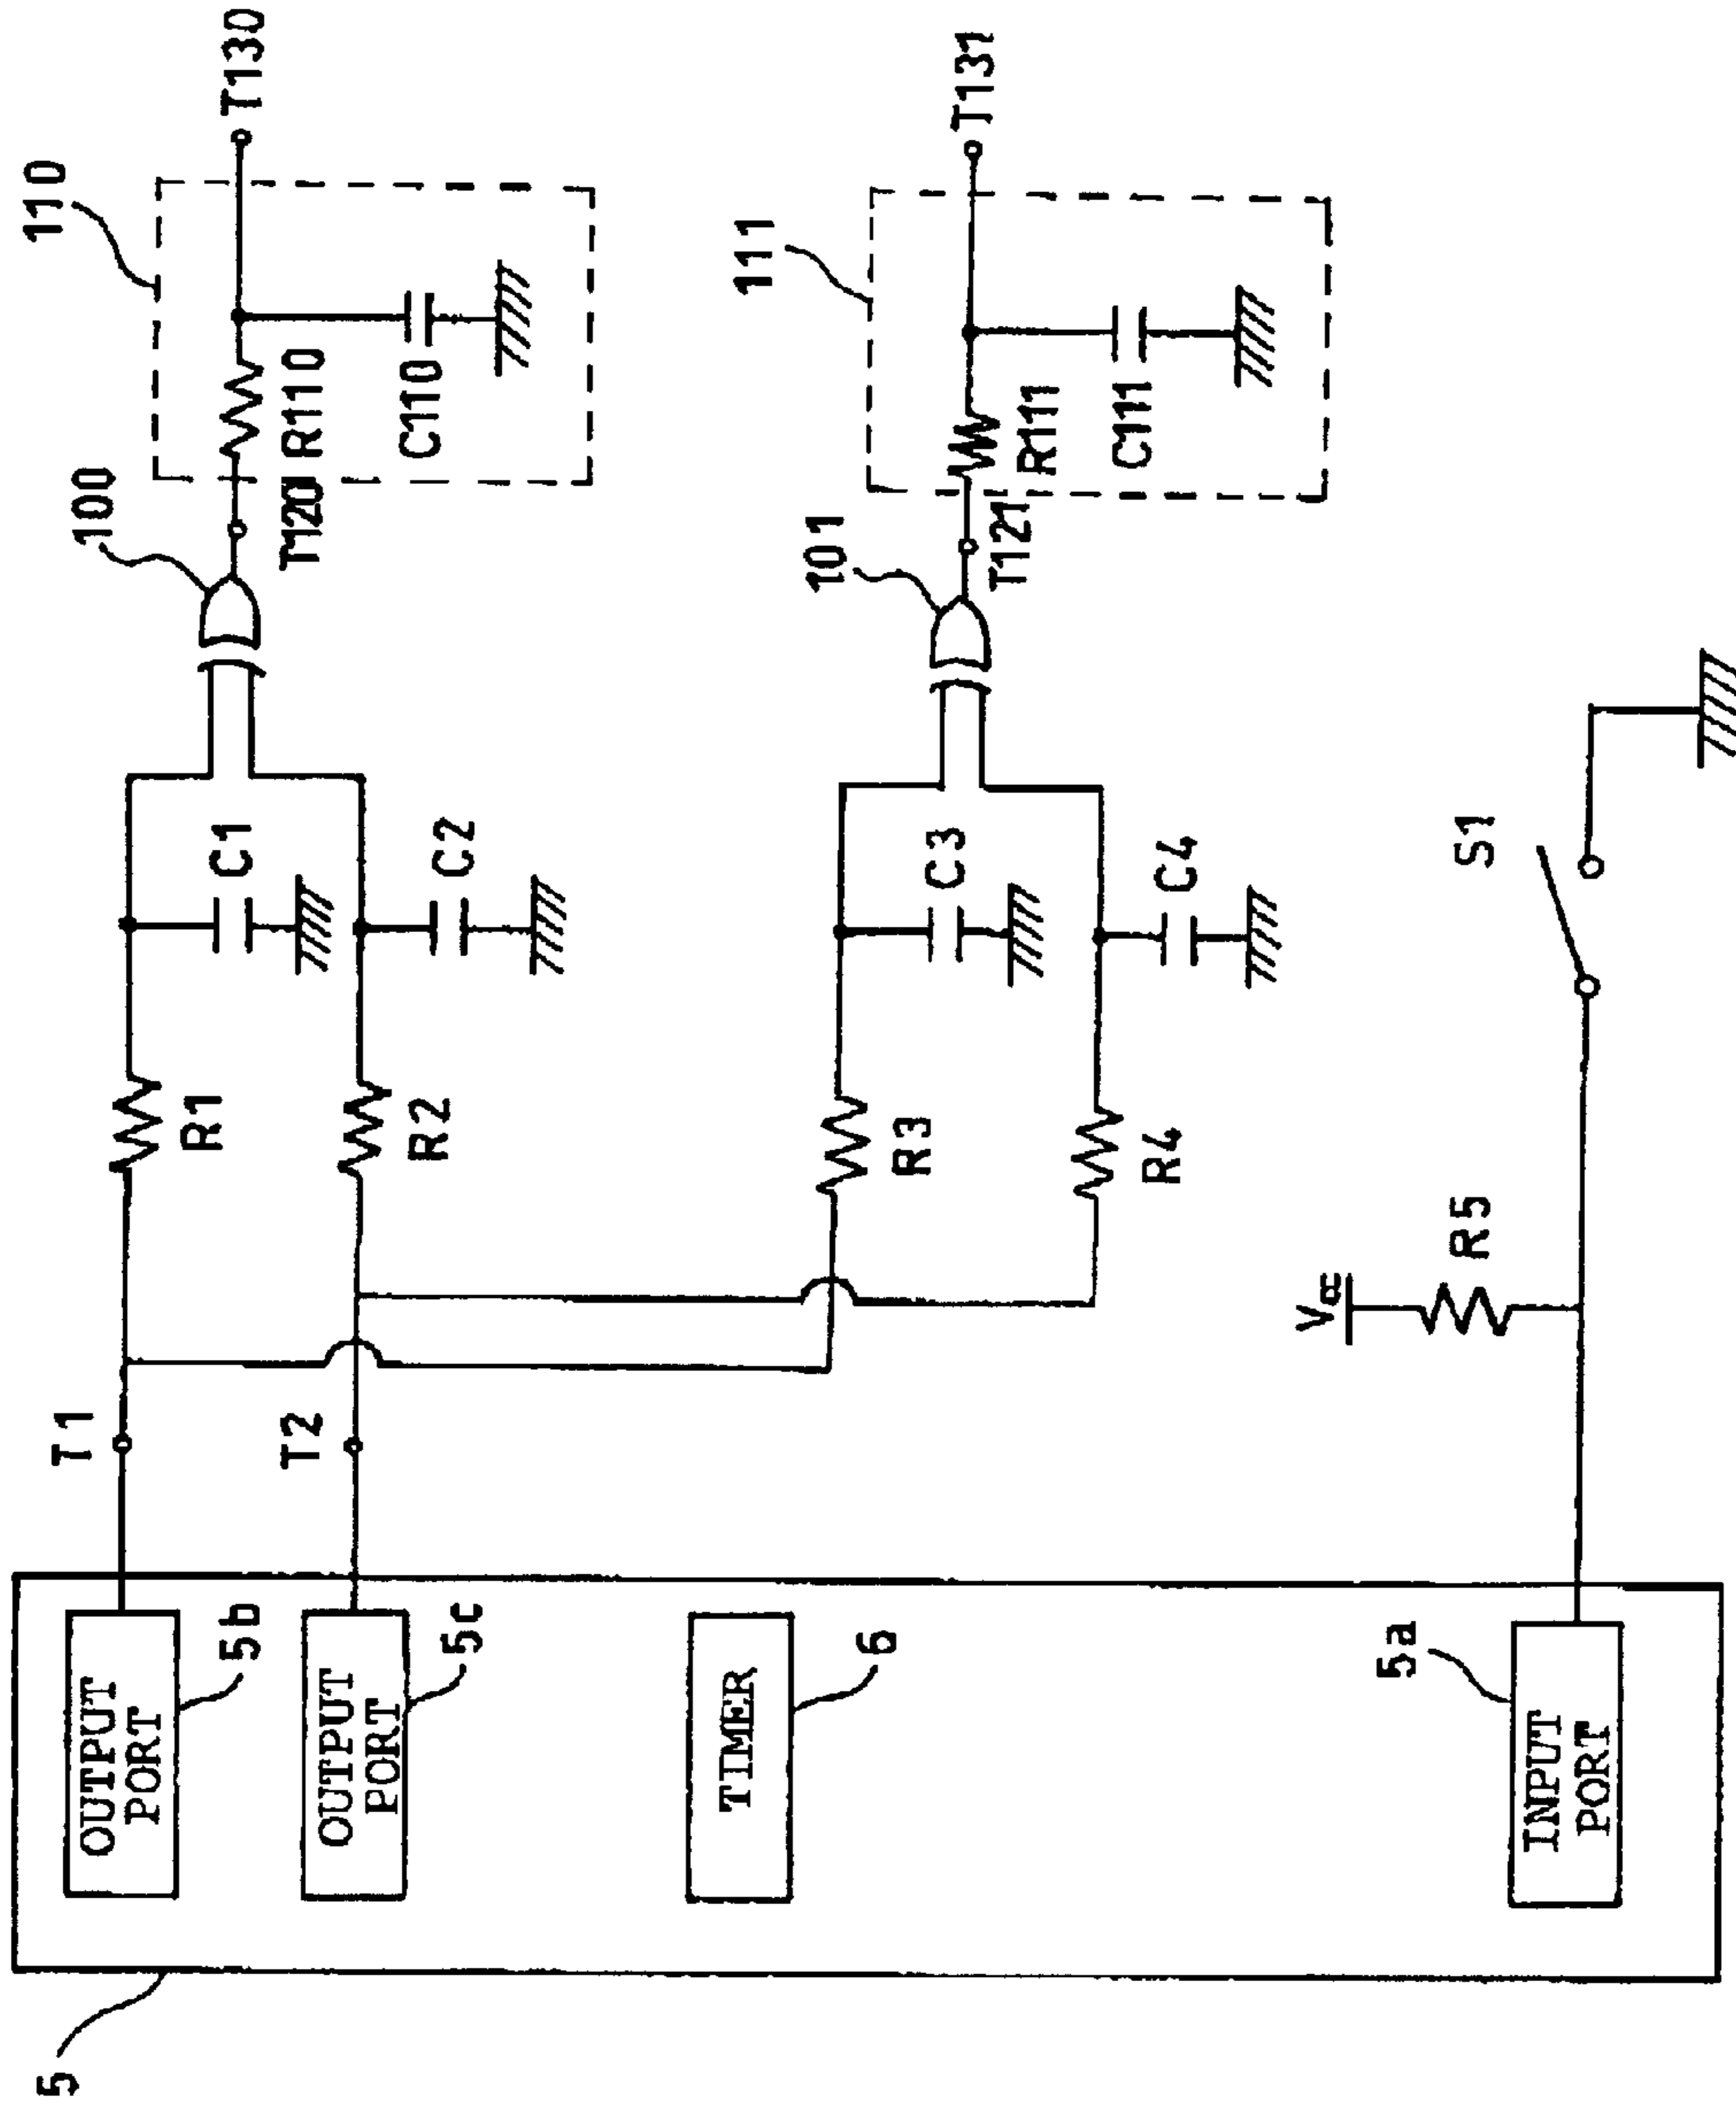 5
OUTPUT
PORT
5b
OUTPUT
PORT
5c
TIMER
6
INPUT
PORT
5a
T1
T2
R1
C1
R2
C2
R3
C3
R4
C4
Vcc
R5
S1
100
T120
110
R110
C110
T130
101
T121
111
R111
C111
T131